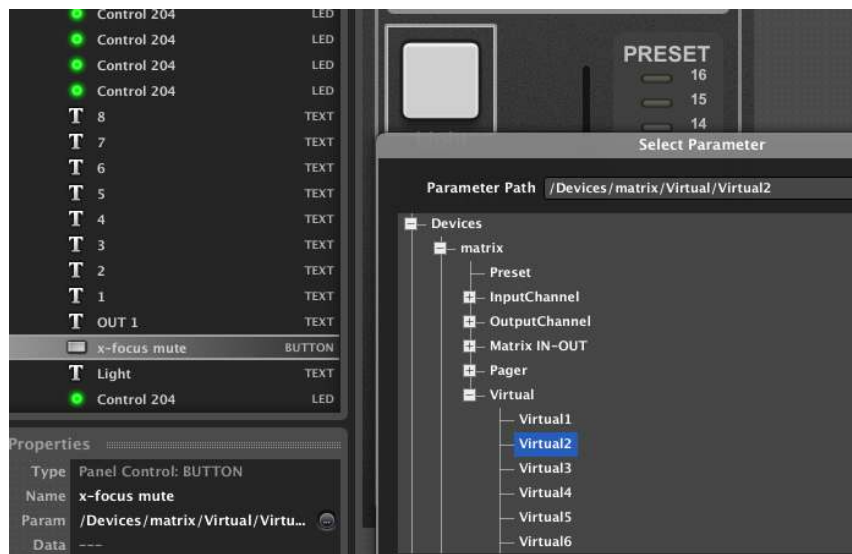 Control 204 LED
Control 204 LED
Control 204 LED
Control 204 LED
T 8 TEXT
T 7 TEXT
T 6 TEXT
T 5 TEXT
T 4 TEXT
T 3 TEXT
T 2 TEXT
T 1 TEXT
T OUT 1 TEXT
x-focus mute BUTTON
T Light TEXT
Control 204 LED
Properties
Type Panel Control: BUTTON
Name x-focus mute
Param /Devices/matrix/Virtual/Virtu...
Data ---
PRESET
16
15
14
Select Parameter
Parameter Path /Devices/matrix/Virtual/Virtual2
Devices
matrix
Preset
InputChannel
OutputChannel
Matrix IN-OUT
Pager
Virtual
Virtual1
Virtual2
Virtual3
Virtual4
Virtual5
Virtual6